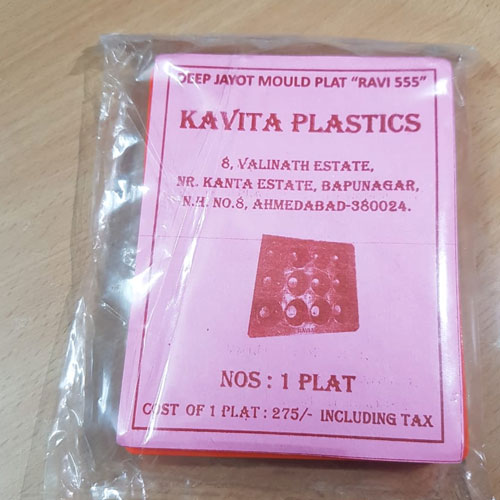 DEEP JAYOT MOULD PLAT "RAVI 555"
KAVITA PLASTICS
8, VALINATH ESTATE,
NR. KANTA ESTATE, BAPUNAGAR,
N.H. NO.8, AHMEDABAD-380024.
NOS : 1 PLAT
COST OF 1 PLAT : 275/- INCLUDING TAX